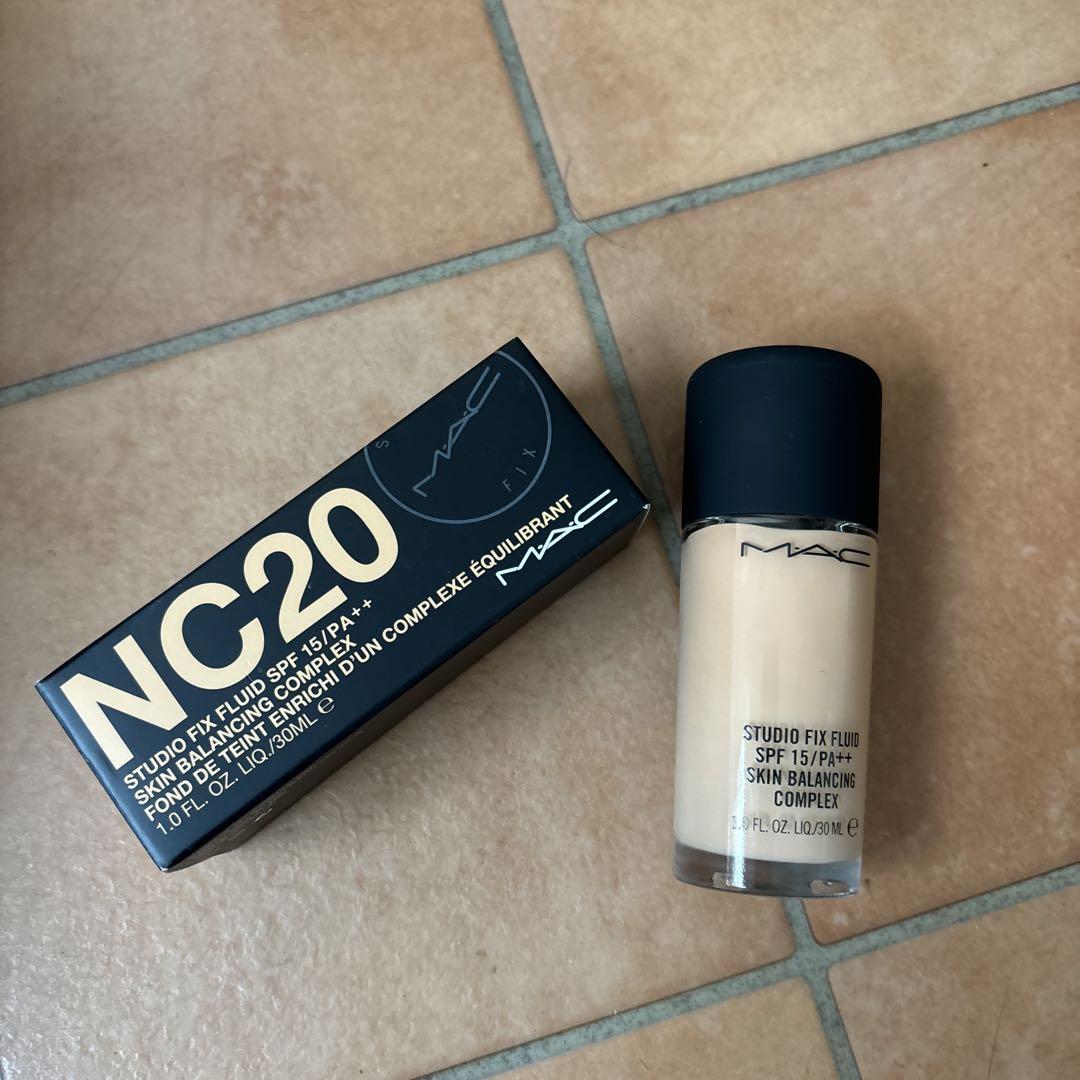 NC20
STUDIO FIX FLUID SPF 15/PA++
SKIN BALANCING COMPLEX
FOND DE TEINT ENRICHI D'UN COMPLEXE ÉQUILIBRANT
1.0 FL. OZ. LIQ./30ML ℮
M·A·C
M·A·C
S
FIX
M·A·C
STUDIO FIX FLUID
SPF 15/PA++
SKIN BALANCING
COMPLEX
1.0 FL. OZ. LIQ./30 ML ℮